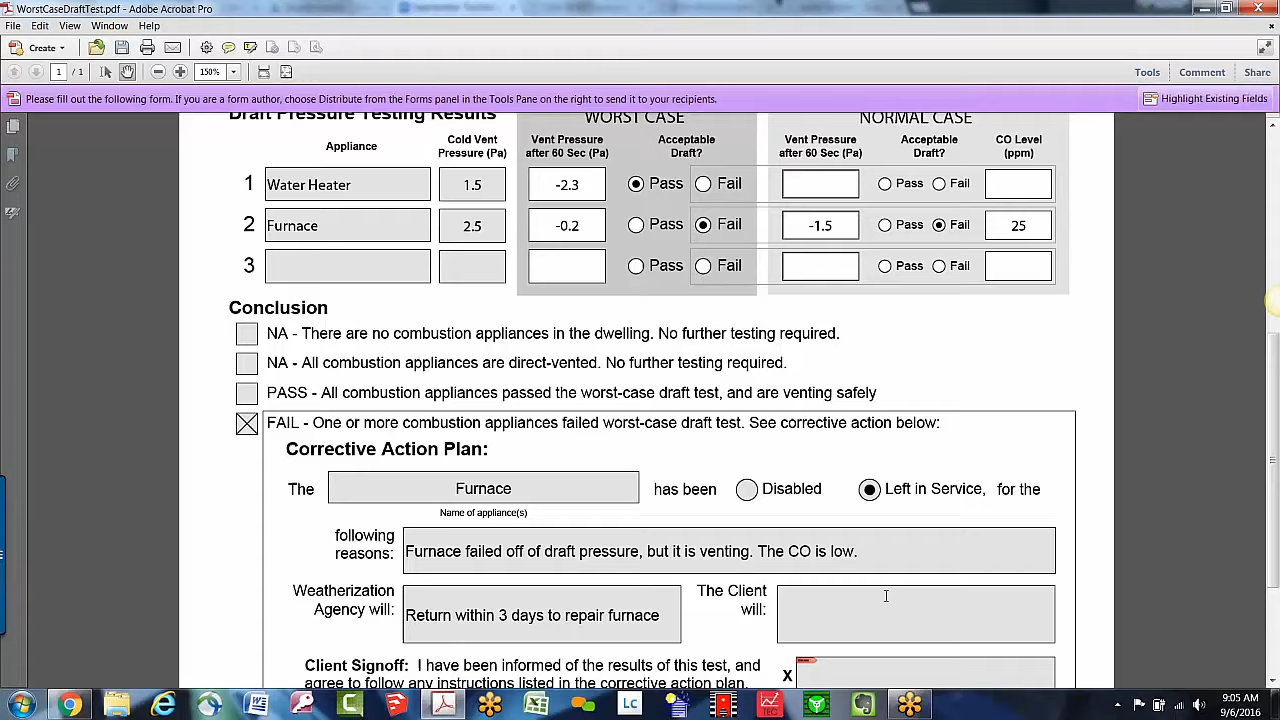 WorstCaseDraftTest.pdf - Adobe Acrobat Pro
File Edit View Window Help
Create
1 / 1 150% Tools Comment Share
Please fill out the following form. If you are a form author, choose Distribute from the Forms panel in the Tools Pane on the right to send it to your recipients. Highlight Existing Fields
Draft Pressure Testing Results WORST CASE NORMAL CASE
Appliance
Cold Vent
Pressure (Pa)
Vent Pressure
after 60 Sec (Pa)
Acceptable
Draft?
Vent Pressure
after 60 Sec (Pa)
Acceptable
Draft?
CO Level
(ppm)
1 Water Heater 1.5 -2.3 Pass Fail Pass Fail
2 Furnace 2.5 -0.2 Pass Fail -1.5 Pass Fail 25
3 Pass Fail Pass Fail
Conclusion
NA - There are no combustion appliances in the dwelling. No further testing required.
NA - All combustion appliances are direct-vented. No further testing required.
PASS - All combustion appliances passed the worst-case draft test, and are venting safely
FAIL - One or more combustion appliances failed worst-case draft test. See corrective action below:
Corrective Action Plan:
The Furnace has been Disabled Left in Service, for the
Name of appliance(s)
following
reasons:
Furnace failed off of draft pressure, but it is venting. The CO is low.
Weatherization
Agency will:
Return within 3 days to repair furnace
The Client
will:
Client Signoff: I have been informed of the results of this test, and
agree to follow any instructions listed in the corrective action plan.
X
LC
9:05 AM
9/6/2016